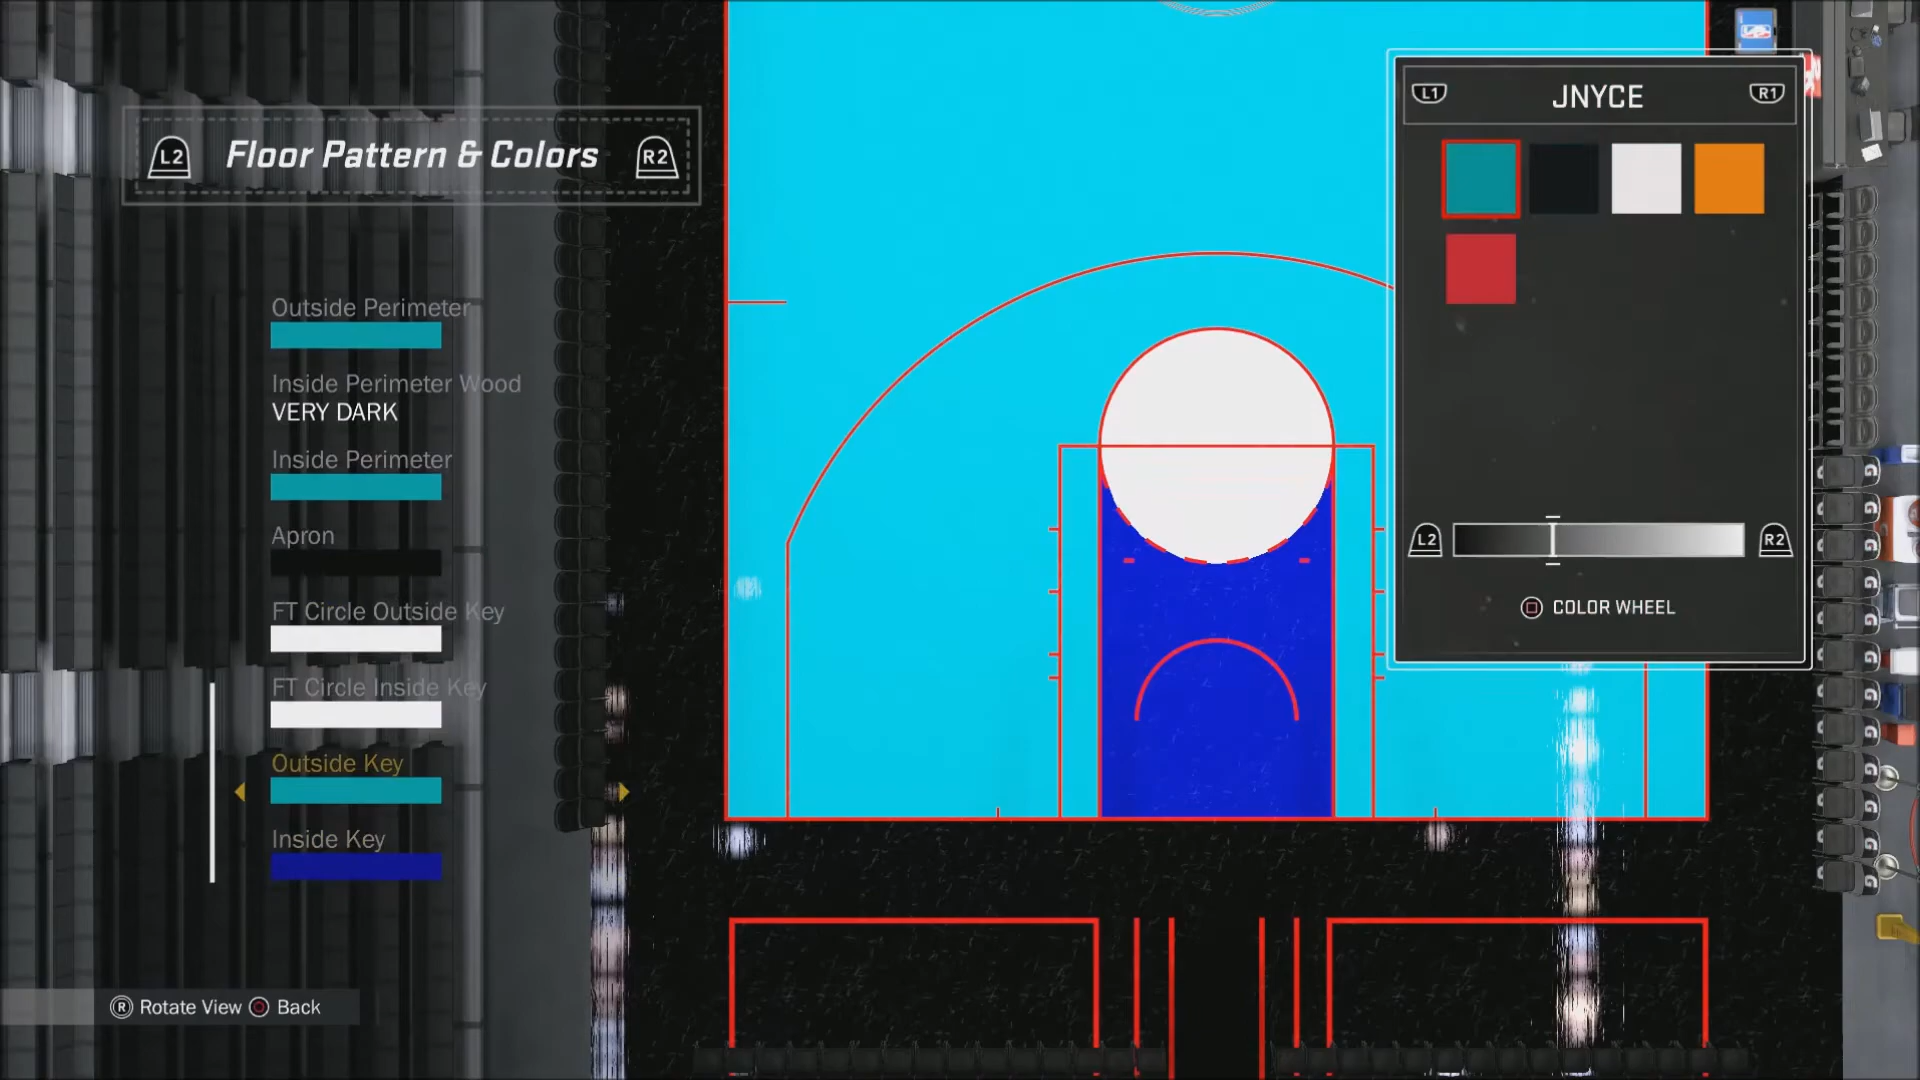 L2 Floor Pattern & Colors R2
Outside Perimeter
Inside Perimeter Wood
VERY DARK
Inside Perimeter
Apron
FT Circle Outside Key
FT Circle Inside Key
Outside Key
Inside Key
R Rotate View Back
L1 JNYCE R1
L2 R2
COLOR WHEEL
G
G
G
G
G
G
G
G
G
G
G
G